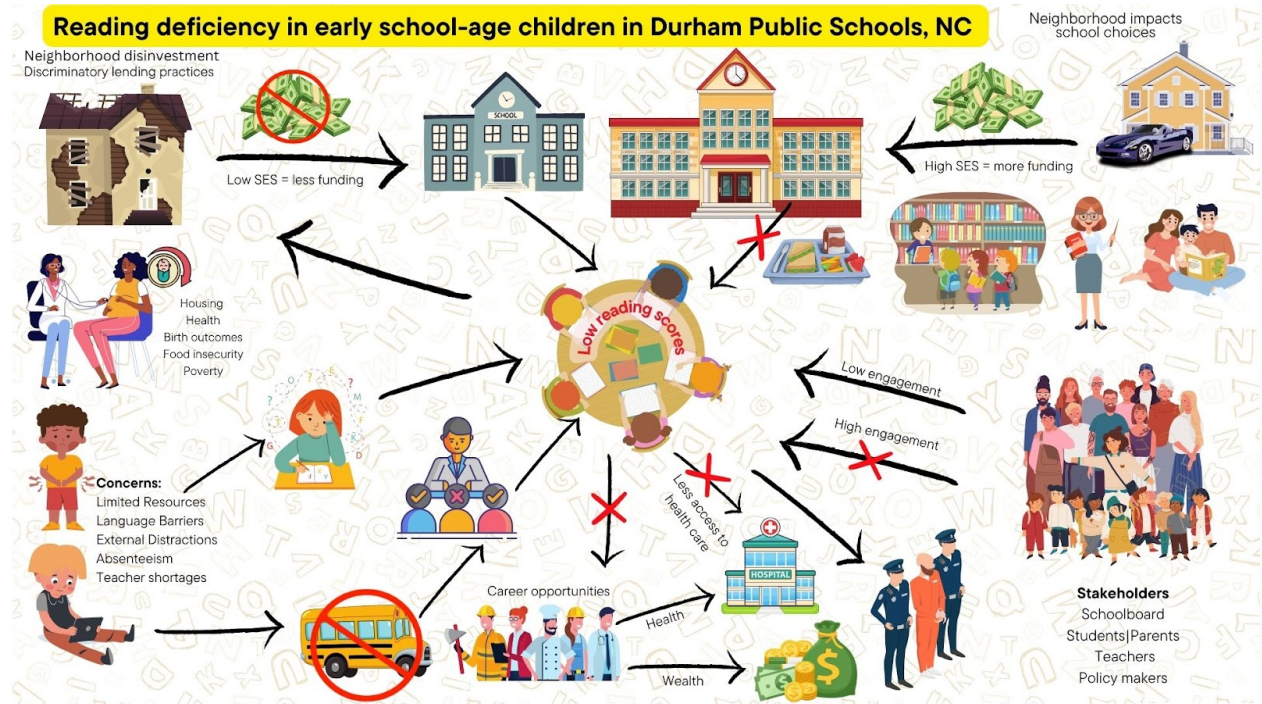 Reading deficiency in early school-age children in Durham Public Schools, NC
Neighborhood impacts
school choices
Neighborhood disinvestment
Discriminatory lending practices
SCHOOL
Low SES = less funding
High SES = more funding
Housing
Health
Birth outcomes
Food insecurity
Poverty
Low reading scores
Low engagement
High engagement
Concerns:
Limited Resources
Language Barriers
External Distractions
Absenteeism
Teacher shortages
Less access to
health care
HOSPITAL
Career opportunities
Health
Wealth
Stakeholders
Schoolboard
Students|Parents
Teachers
Policy makers